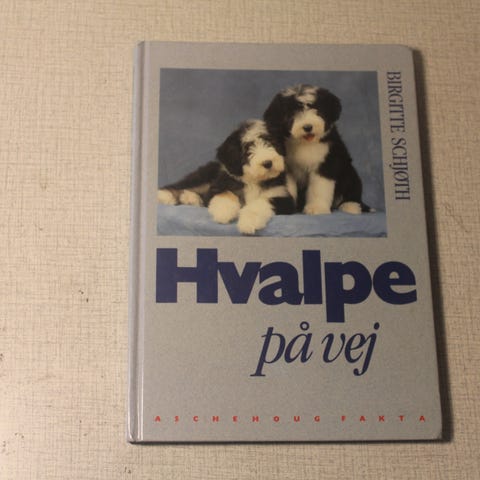 BIRGITTE SCHJØTH
Hvalpe
på vej
ASCHEHOUG FAKTA